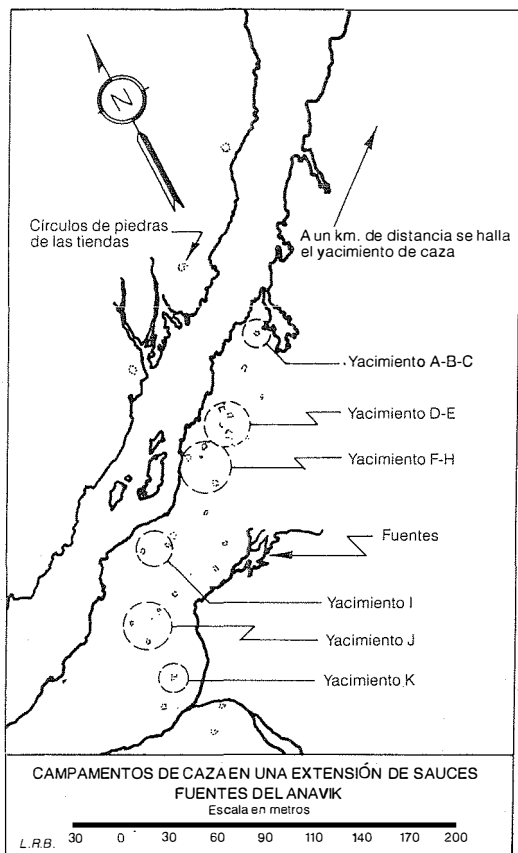 N
Círculos de piedras
de las tiendas
A un km. de distancia se halla
el yacimiento de caza
Yacimiento A-B-C
Yacimiento D-E
Yacimiento F-H
Fuentes
Yacimiento I
Yacimiento J
Yacimiento K
CAMPAMENTOS DE CAZA EN UNA EXTENSIÓN DE SAUCES
FUENTES DEL ANAVIK
Escala en metros
L.R.B. 30 0 30 60 90 110 140 170 200